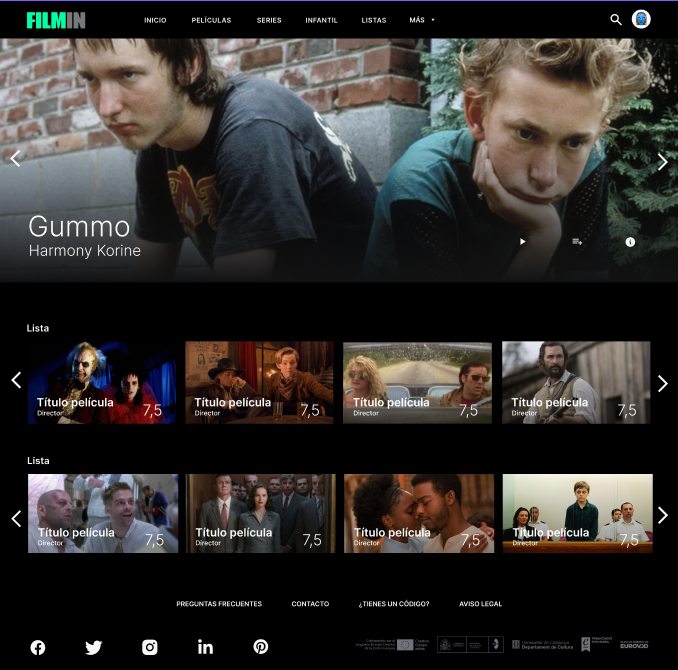 FILMIN
INICIO PELÍCULAS SERIES INFANTIL LISTAS MÁS
Gummo
Harmony Korine
Lista
Título película
Director
7,5
Título película
Director
7,5
Título película
Director
7,5
Título película
Director
7,5
Lista
Título película
Director
7,5
Título película
Director
7,5
Título película
Director
7,5
Título película
Director
7,5
PREGUNTAS FRECUENTES CONTACTO ¿TIENES UN CÓDIGO? AVISO LEGAL
Generalitat de Catalunya
Departament de Cultura
EUROVOD